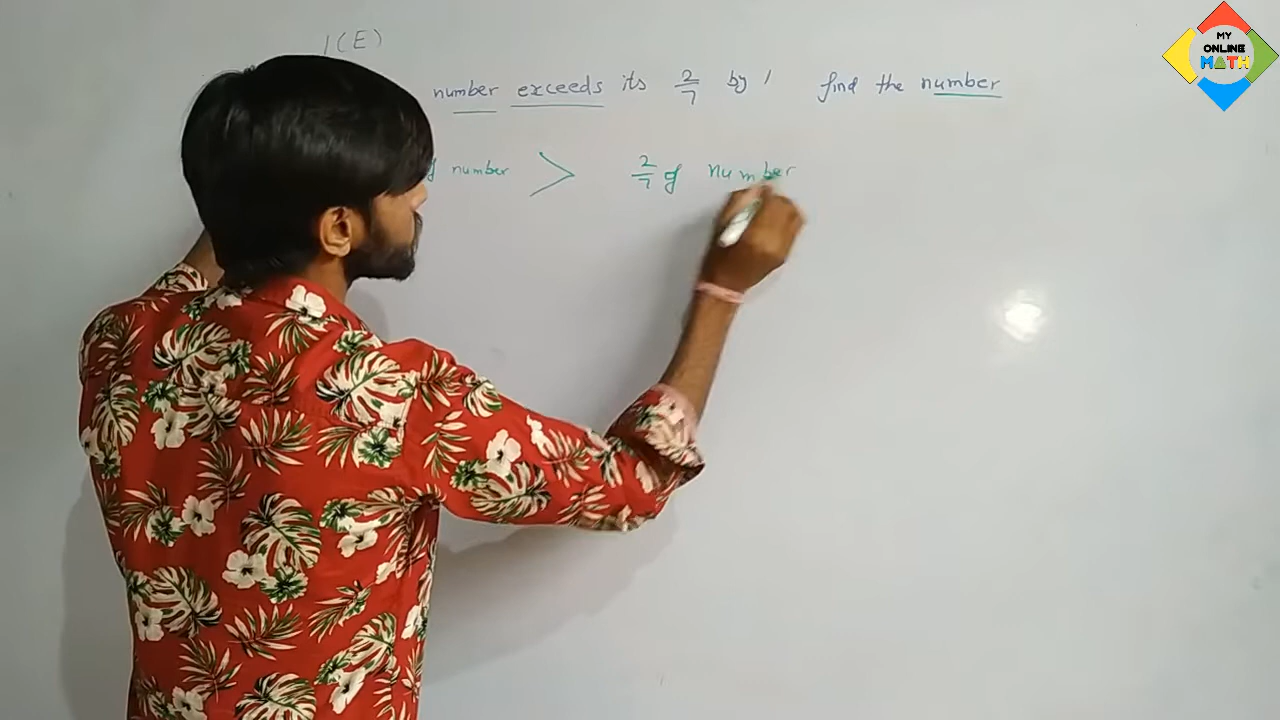 1(E)
number exceeds its 2/7 by 1 find the number
of number > 2/7 of number
MY
ONLINE
MATH